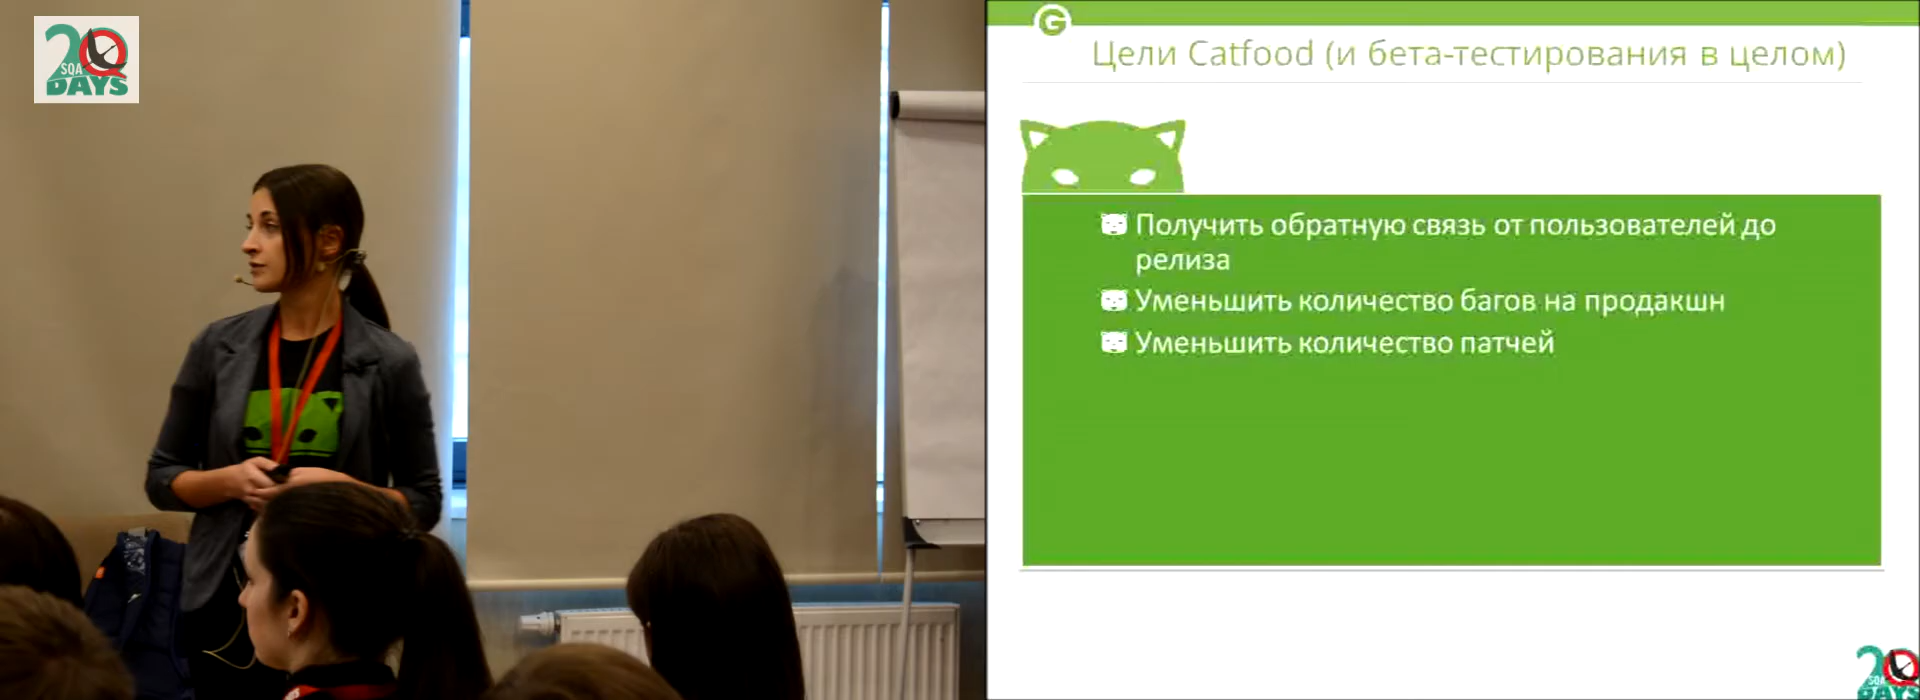 20
SQA
DAYS
G
Цели Catfood (и бета-тестирования в целом)
Получить обратную связь от пользователей до
релиза
Уменьшить количество багов на продакшн
Уменьшить количество патчей
20
SQA
DAYS